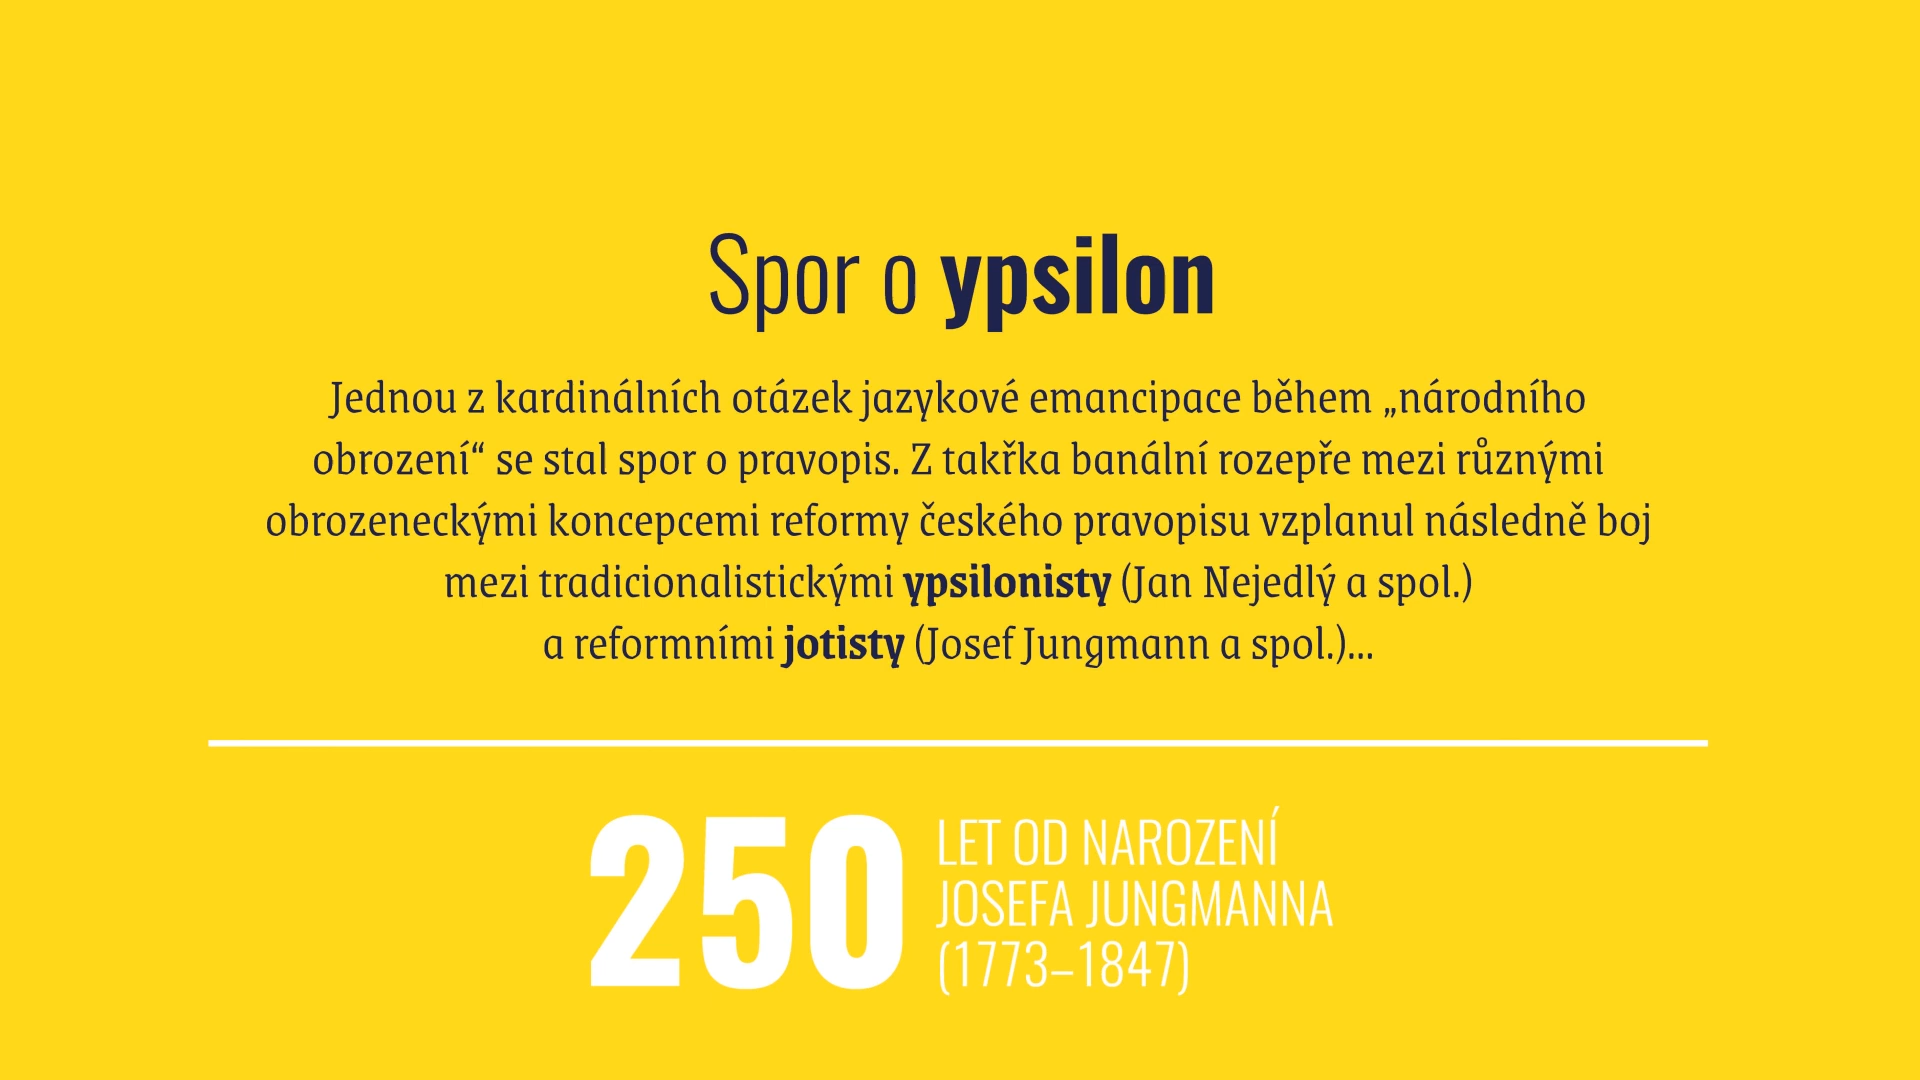 Spor o ypsilon
Jednou z kardinálních otázek jazykové emancipace během „národního
obrození“ se stal spor o pravopis. Z takřka banální rozepře mezi různými
obrozeneckými koncepcemi reformy českého pravopisu vzplanul následně boj
mezi tradicionalistickými ypsilonisty (Jan Nejedlý a spol.)
a reformními jotisty (Josef Jungmann a spol.)...
250
LET OD NAROZENÍ
JOSEFA JUNGMANNA
(1773–1847)